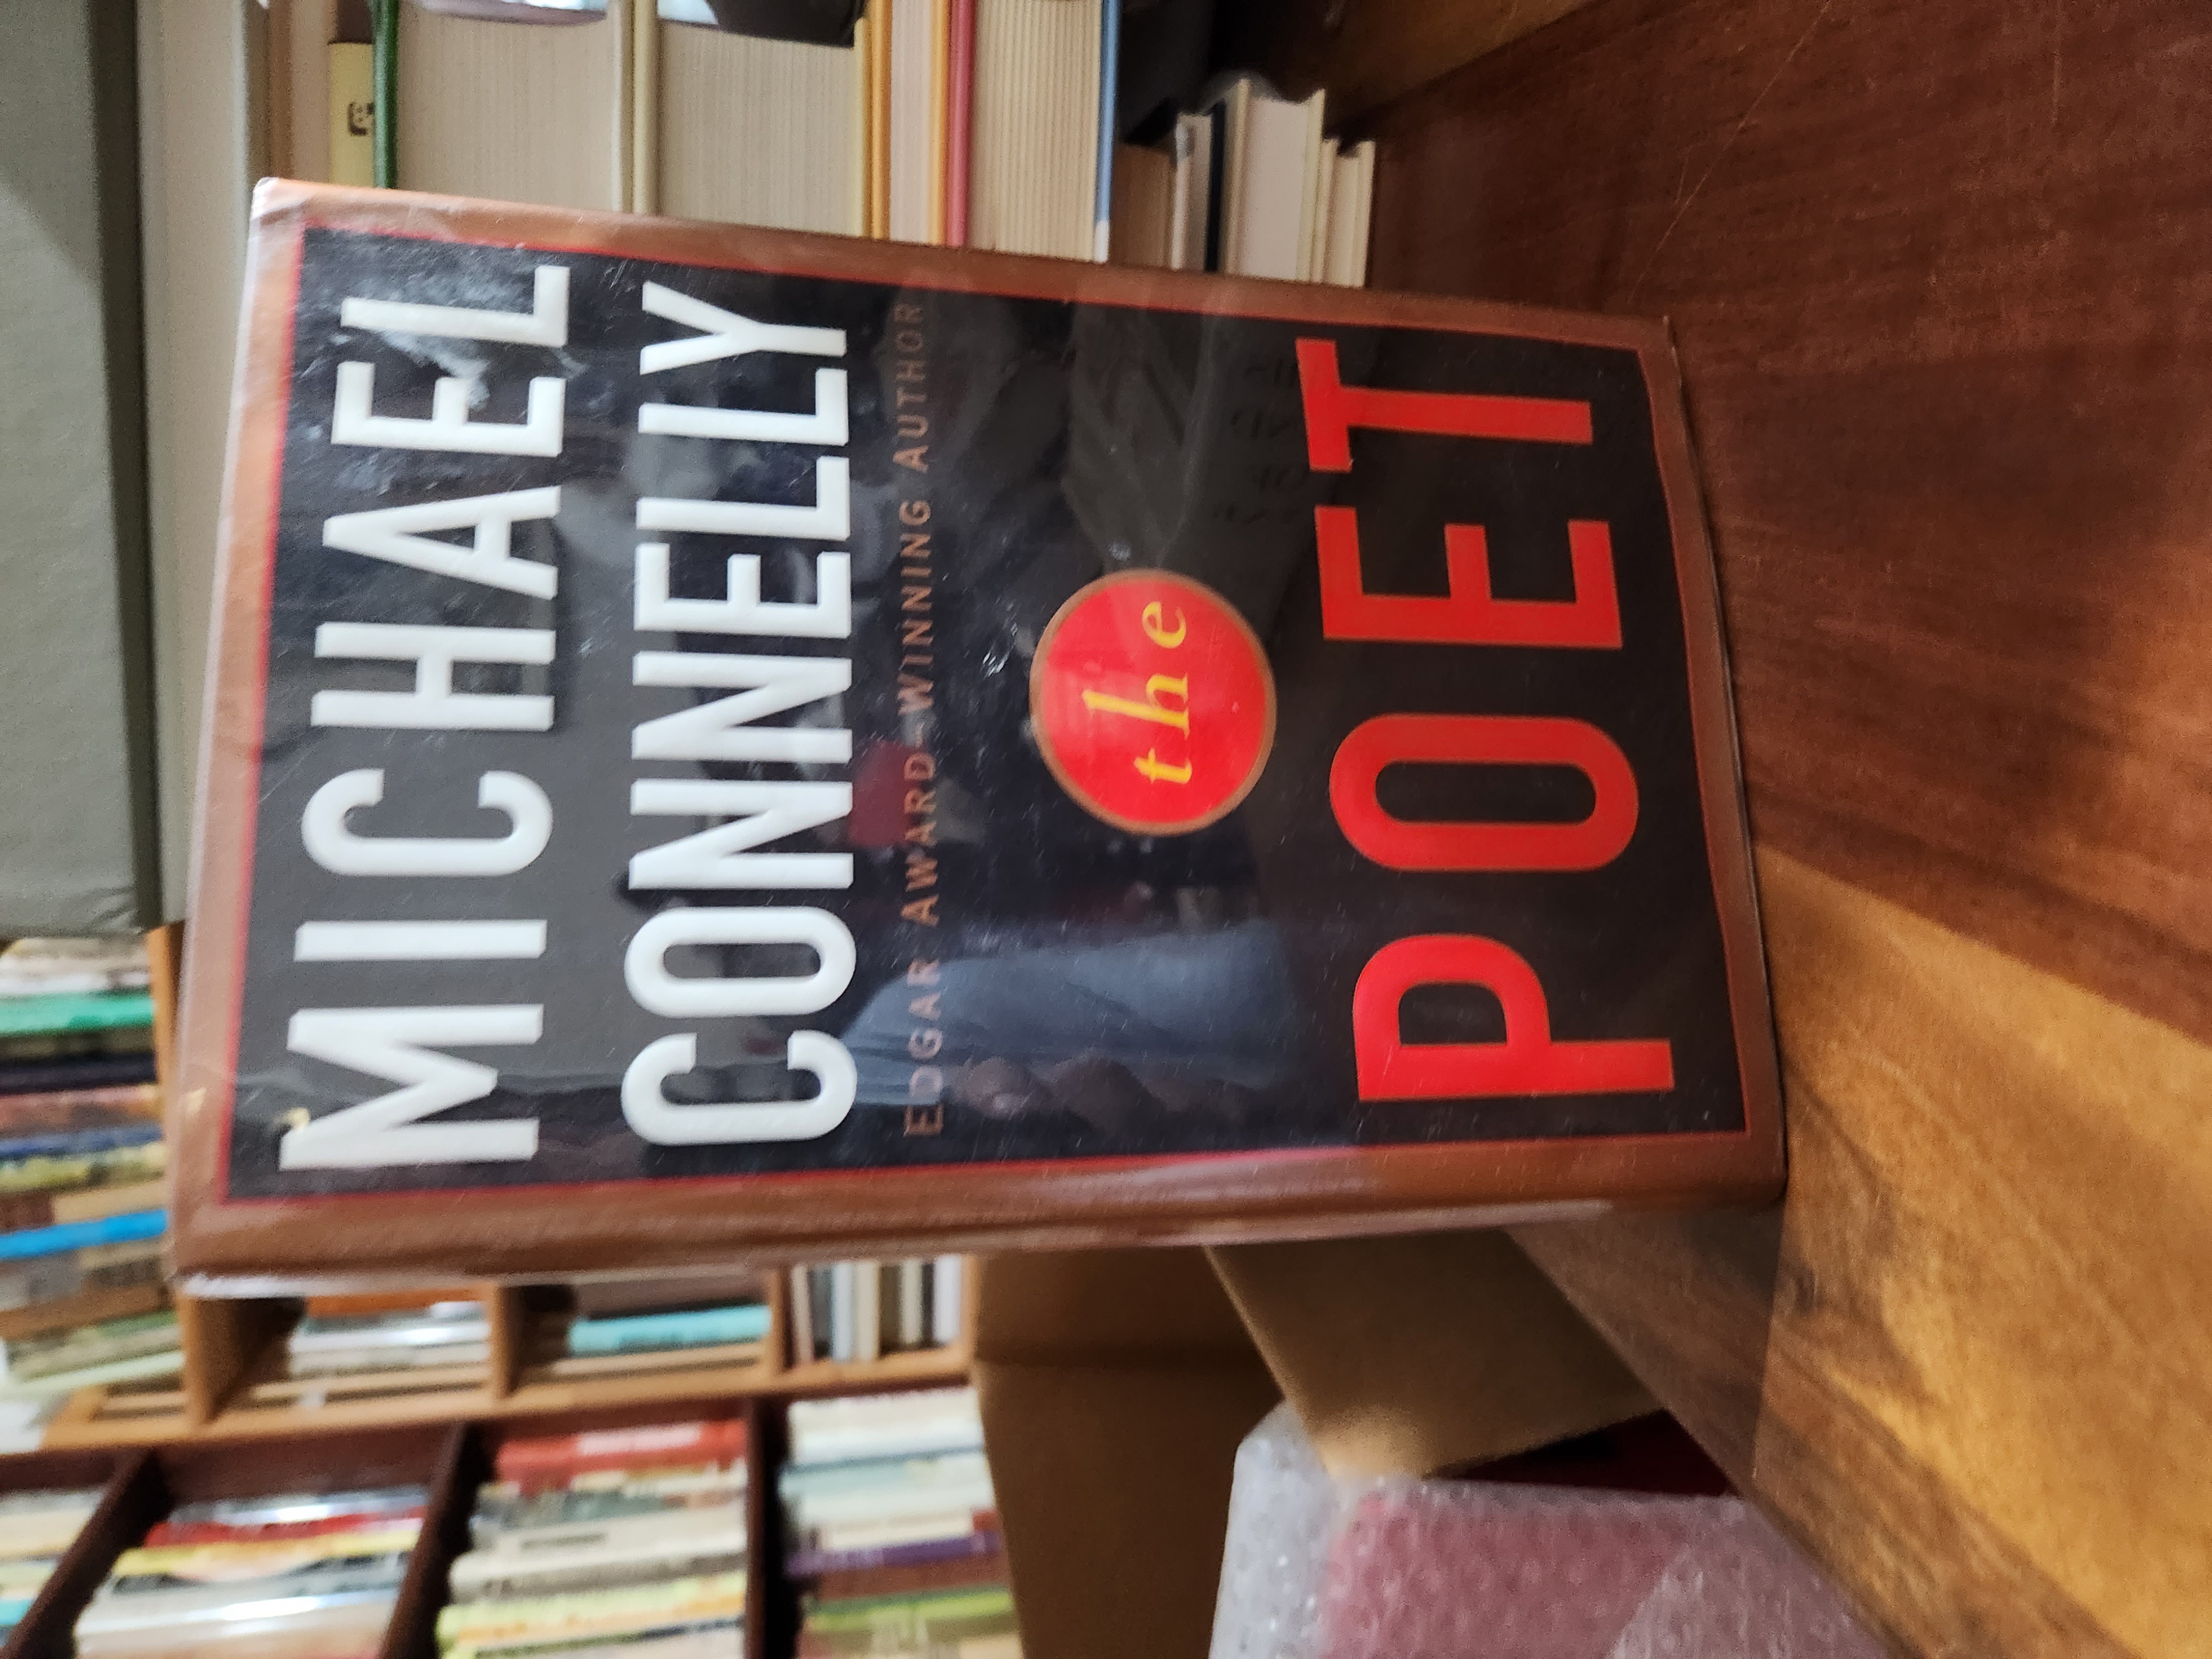 MICHAEL
CONNELLY
EDGAR AWARD-WINNING AUTHOR
the
POET